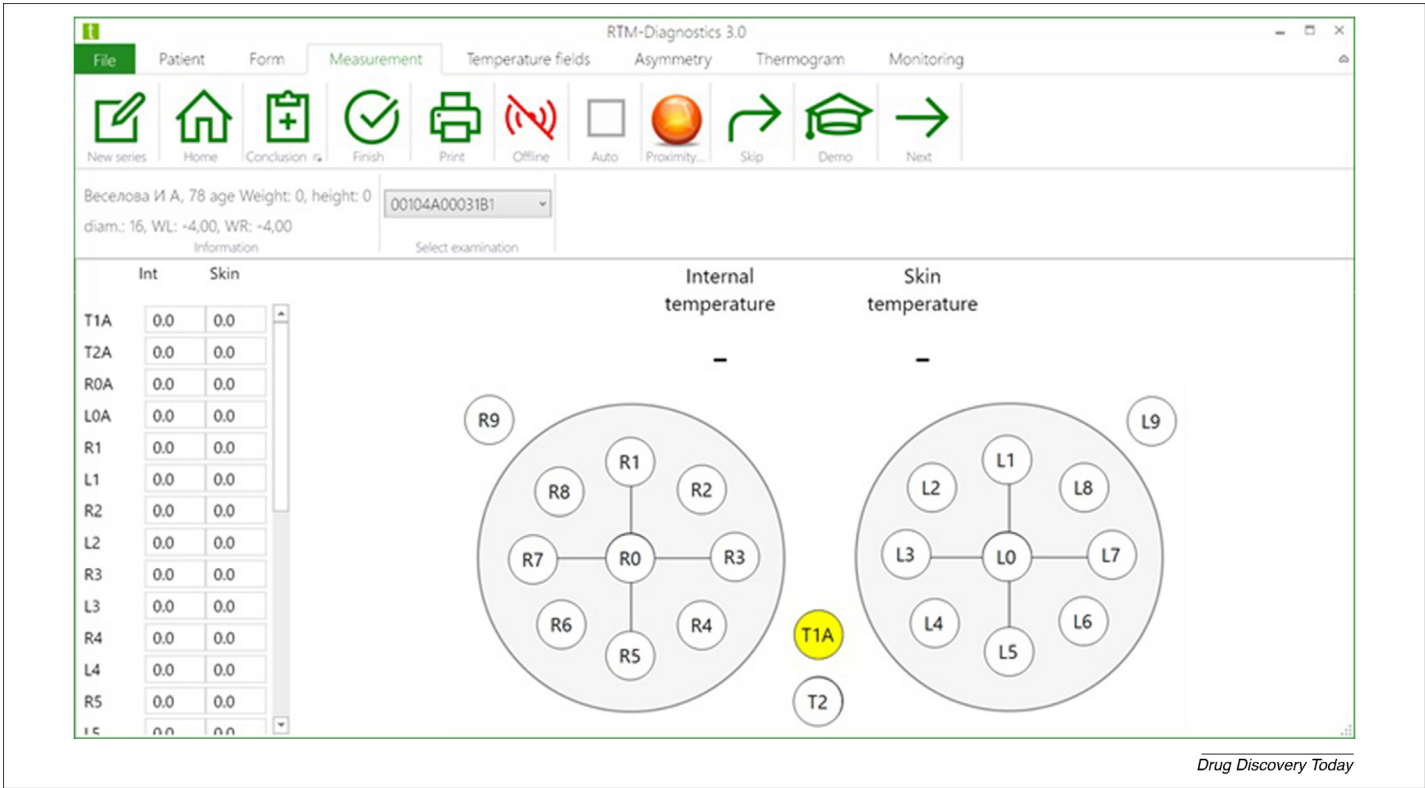 RTM-Diagnostics 3.0
File Patient Form Measurement Temperature fields Asymmetry Thermogram Monitoring
New series Home Conclusion Finish Print Offline Auto Proximity... Skip Demo Next
Веселова И А, 78 age Weight: 0, height: 0
00104A00031B1
diam.: 16, WL: -4,00, WR: -4,00
Information Select examination
Int Skin
T1A 0.0 0.0
T2A 0.0 0.0
R0A 0.0 0.0
L0A 0.0 0.0
R1 0.0 0.0
L1 0.0 0.0
R2 0.0 0.0
L2 0.0 0.0
R3 0.0 0.0
L3 0.0 0.0
R4 0.0 0.0
L4 0.0 0.0
R5 0.0 0.0
L5 0.0 0.0
Internal
temperature
-
Skin
temperature
-
R9
R1
R8 R2
R7 R0 R3
R6 R4
R5
T1A
T2
L9
L1
L2 L8
L3 L0 L7
L4 L6
L5
Drug Discovery Today